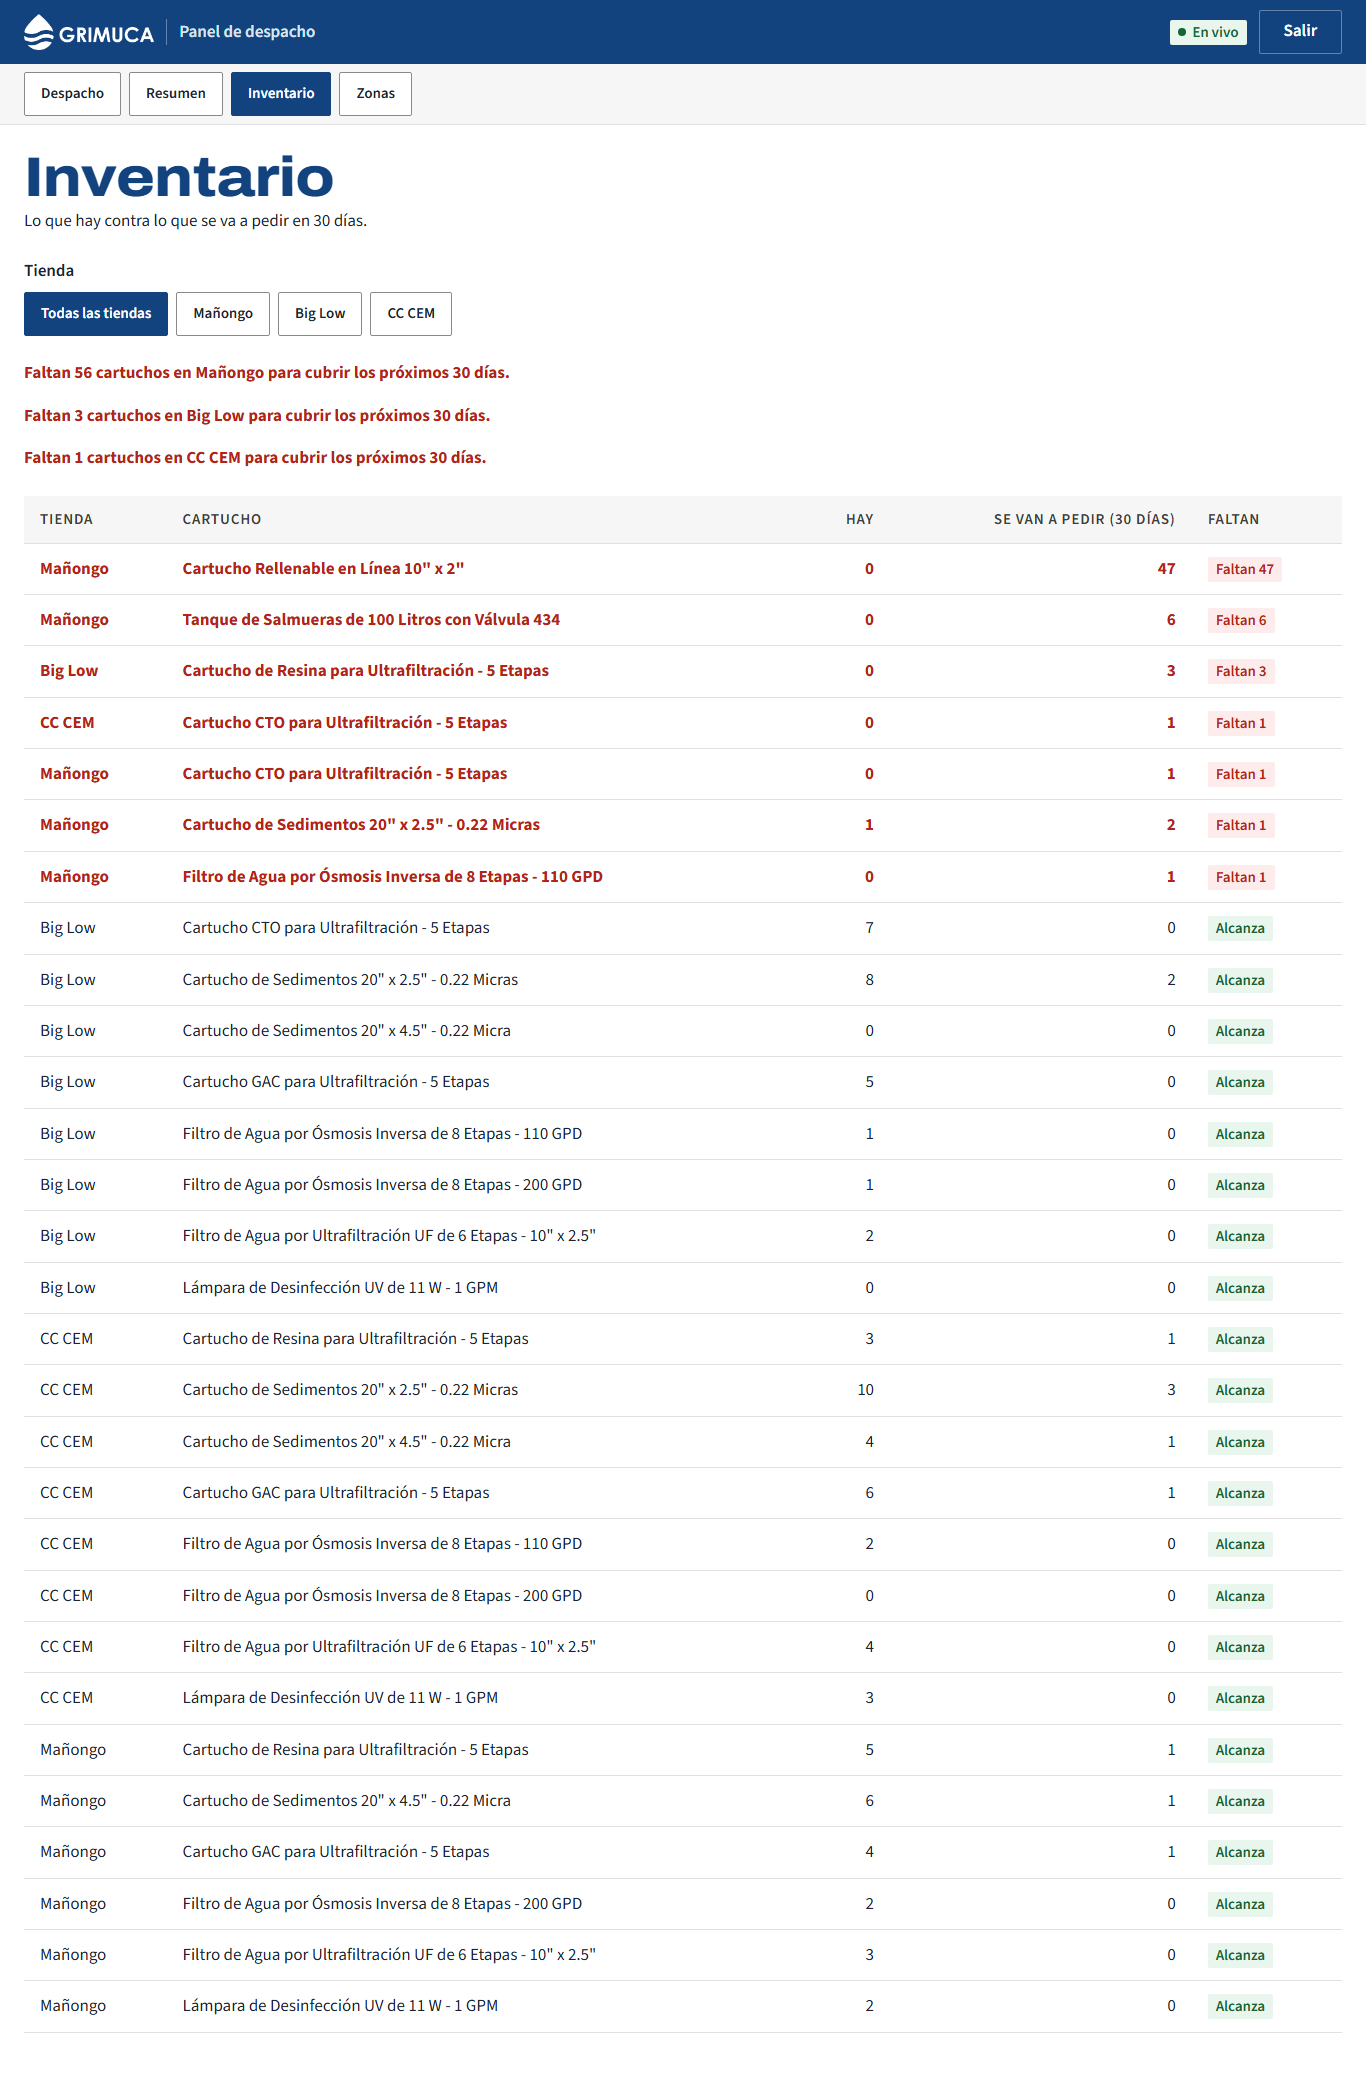 GRIMUCA Panel de despacho En vivo Salir
Despacho Resumen Inventario Zonas
Inventario
Lo que hay contra lo que se va a pedir en 30 días.
Tienda
Todas las tiendas Mañongo Big Low CC CEM
Faltan 56 cartuchos en Mañongo para cubrir los próximos 30 días.
Faltan 3 cartuchos en Big Low para cubrir los próximos 30 días.
Faltan 1 cartuchos en CC CEM para cubrir los próximos 30 días.
TIENDA CARTUCHO HAY SE VAN A PEDIR (30 DÍAS) FALTAN
Mañongo Cartucho Rellenable en Línea 10" x 2" 0 47 Faltan 47
Mañongo Tanque de Salmueras de 100 Litros con Válvula 434 0 6 Faltan 6
Big Low Cartucho de Resina para Ultrafiltración - 5 Etapas 0 3 Faltan 3
CC CEM Cartucho CTO para Ultrafiltración - 5 Etapas 0 1 Faltan 1
Mañongo Cartucho CTO para Ultrafiltración - 5 Etapas 0 1 Faltan 1
Mañongo Cartucho de Sedimentos 20" x 2.5" - 0.22 Micras 1 2 Faltan 1
Mañongo Filtro de Agua por Ósmosis Inversa de 8 Etapas - 110 GPD 0 1 Faltan 1
Big Low Cartucho CTO para Ultrafiltración - 5 Etapas 7 0 Alcanza
Big Low Cartucho de Sedimentos 20" x 2.5" - 0.22 Micras 8 2 Alcanza
Big Low Cartucho de Sedimentos 20" x 4.5" - 0.22 Micra 0 0 Alcanza
Big Low Cartucho GAC para Ultrafiltración - 5 Etapas 5 0 Alcanza
Big Low Filtro de Agua por Ósmosis Inversa de 8 Etapas - 110 GPD 1 0 Alcanza
Big Low Filtro de Agua por Ósmosis Inversa de 8 Etapas - 200 GPD 1 0 Alcanza
Big Low Filtro de Agua por Ultrafiltración UF de 6 Etapas - 10" x 2.5" 2 0 Alcanza
Big Low Lámpara de Desinfección UV de 11 W - 1 GPM 0 0 Alcanza
CC CEM Cartucho de Resina para Ultrafiltración - 5 Etapas 3 1 Alcanza
CC CEM Cartucho de Sedimentos 20" x 2.5" - 0.22 Micras 10 3 Alcanza
CC CEM Cartucho de Sedimentos 20" x 4.5" - 0.22 Micra 4 1 Alcanza
CC CEM Cartucho GAC para Ultrafiltración - 5 Etapas 6 1 Alcanza
CC CEM Filtro de Agua por Ósmosis Inversa de 8 Etapas - 110 GPD 2 0 Alcanza
CC CEM Filtro de Agua por Ósmosis Inversa de 8 Etapas - 200 GPD 0 0 Alcanza
CC CEM Filtro de Agua por Ultrafiltración UF de 6 Etapas - 10" x 2.5" 4 0 Alcanza
CC CEM Lámpara de Desinfección UV de 11 W - 1 GPM 3 0 Alcanza
Mañongo Cartucho de Resina para Ultrafiltración - 5 Etapas 5 1 Alcanza
Mañongo Cartucho de Sedimentos 20" x 4.5" - 0.22 Micra 6 1 Alcanza
Mañongo Cartucho GAC para Ultrafiltración - 5 Etapas 4 1 Alcanza
Mañongo Filtro de Agua por Ósmosis Inversa de 8 Etapas - 200 GPD 2 0 Alcanza
Mañongo Filtro de Agua por Ultrafiltración UF de 6 Etapas - 10" x 2.5" 3 0 Alcanza
Mañongo Lámpara de Desinfección UV de 11 W - 1 GPM 2 0 Alcanza